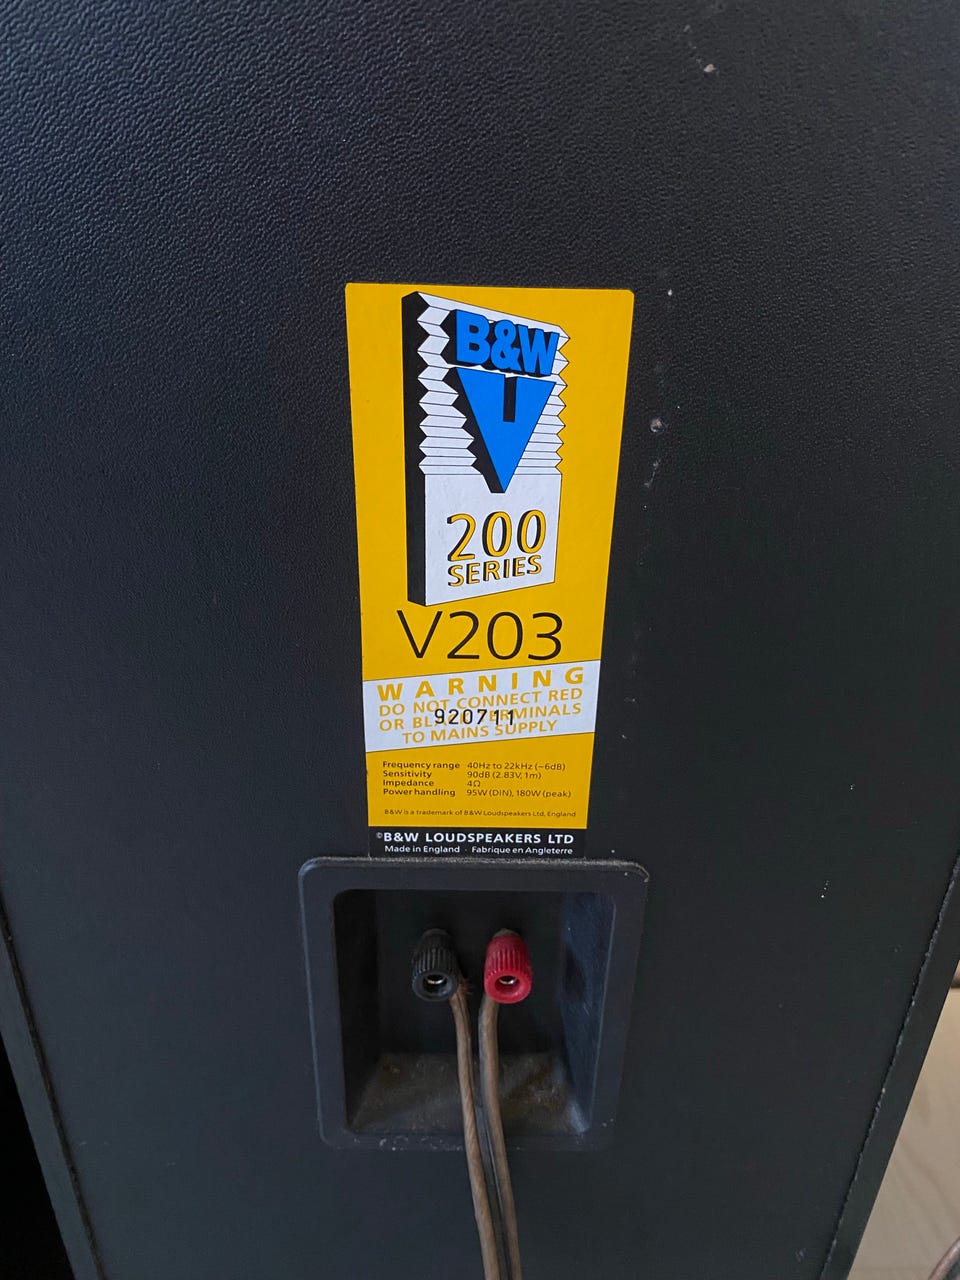 B&W
V
200
SERIES
V203
WARNING
DO NOT CONNECT RED
OR BLACK TERMINALS
920711
TO MAINS SUPPLY
Frequency range 40Hz to 22kHz (–6dB)
Sensitivity 90dB (2.83V, 1m)
Impedance 4Ω
Power handling 95W (DIN), 180W (peak)
B&W is a trademark of B&W Loudspeakers Ltd, England
©B&W LOUDSPEAKERS LTD
Made in England · Fabriqué en Angleterre